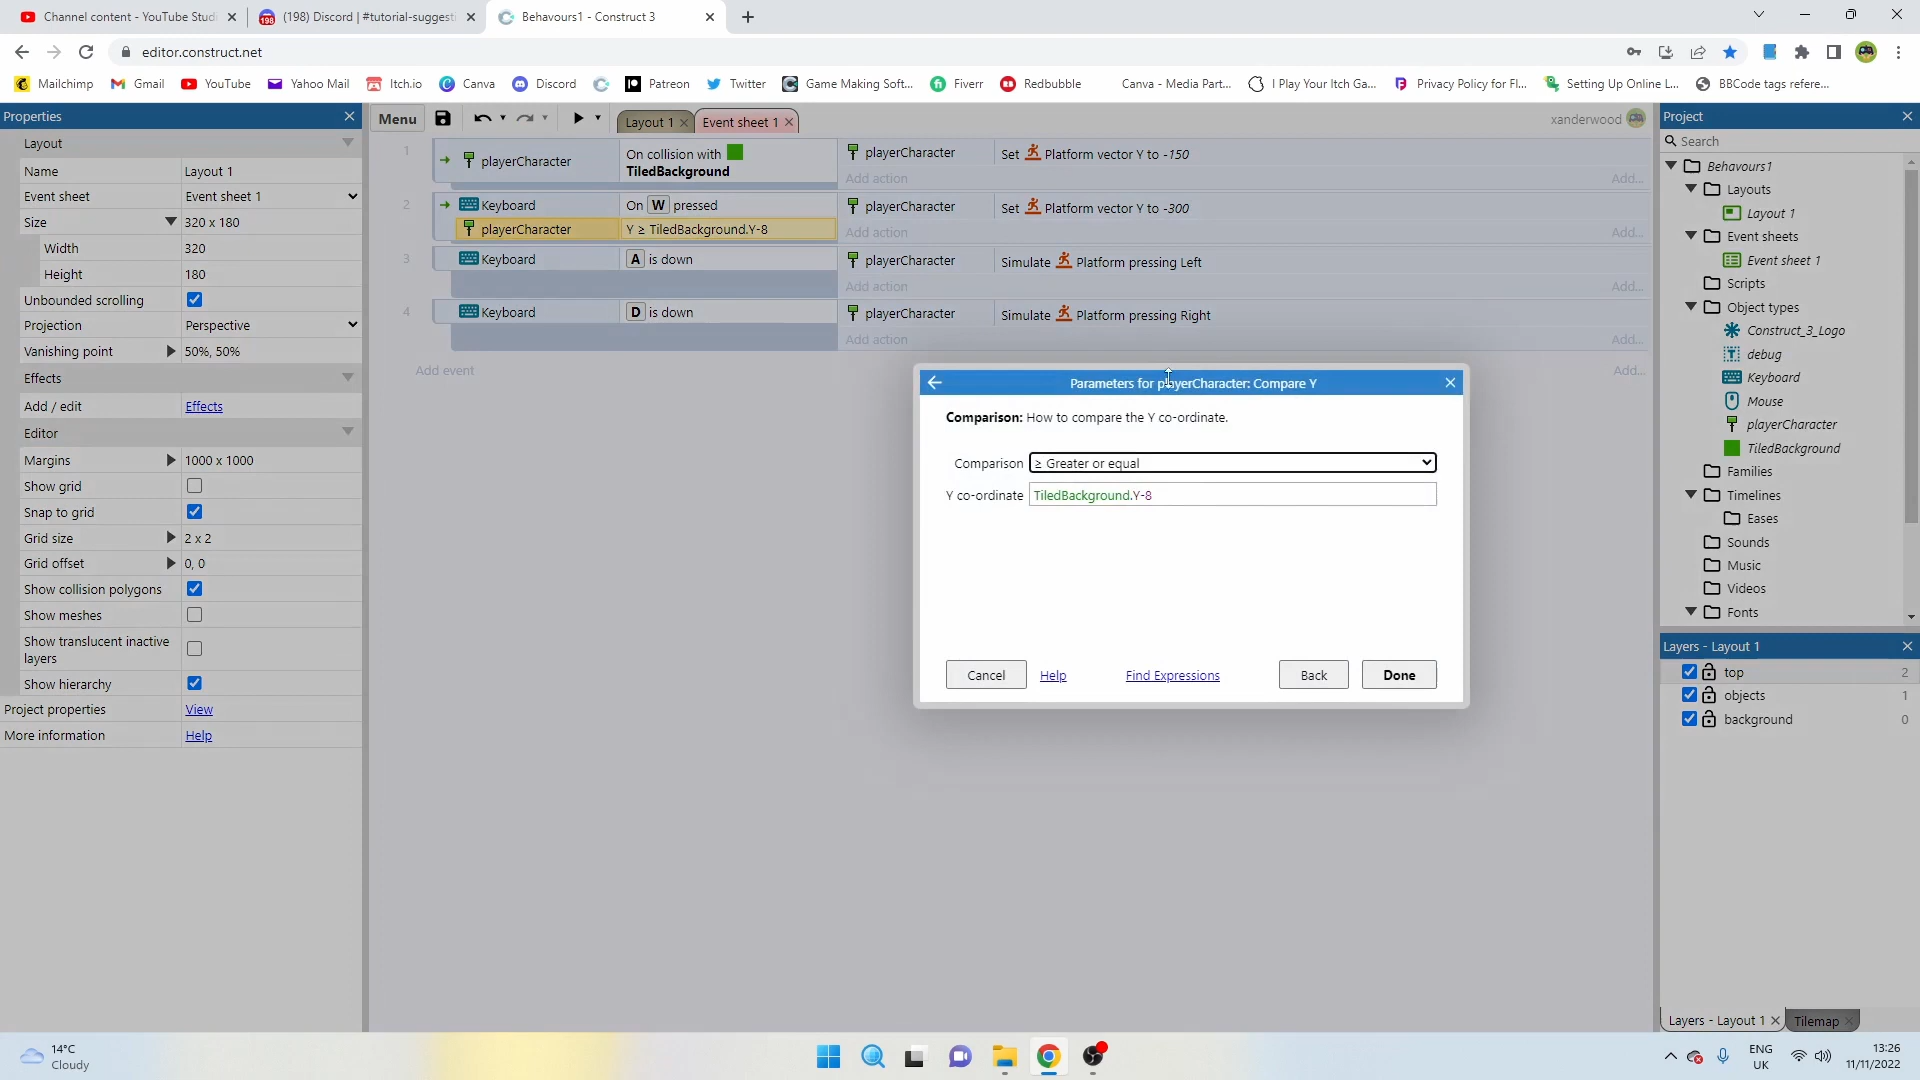 Channel content - YouTube Studi
(198) Discord | #tutorial-suggesti
Behavours1 - Construct 3
editor.construct.net
Mailchimp
Gmail
YouTube
Yahoo Mail
Itch.io
Canva
Discord
Patreon
Twitter
Game Making Soft...
Fiverr
Redbubble
Canva - Media Part...
I Play Your Itch Ga...
Privacy Policy for Fl...
Setting Up Online L...
BBCode tags refere...
Properties
Menu
Layout 1
Event sheet 1
xanderwood
Project
Layout
Name Layout 1
Event sheet Event sheet 1
Size 320 x 180
Width 320
Height 180
Unbounded scrolling
Projection Perspective
Vanishing point 50%, 50%
Effects
Add / edit Effects
Editor
Margins 1000 x 1000
Show grid
Snap to grid
Grid size 2 x 2
Grid offset 0, 0
Show collision polygons
Show meshes
Show translucent inactive
layers
Show hierarchy
Project properties View
More information Help
1 playerCharacter On collision with
TiledBackground
playerCharacter Set Platform vector Y to -150
Add action Add...
2 Keyboard On W pressed
playerCharacter Y ≥ TiledBackground.Y-8
playerCharacter Set Platform vector Y to -300
Add action Add...
3 Keyboard A is down
playerCharacter Simulate Platform pressing Left
Add action Add...
4 Keyboard D is down
playerCharacter Simulate Platform pressing Right
Add action Add...
Add event Add...
Parameters for playerCharacter: Compare Y
Comparison: How to compare the Y co-ordinate.
Comparison ≥ Greater or equal
Y co-ordinate TiledBackground.Y-8
Cancel Help Find Expressions Back Done
Search
Behavours1
Layouts
Layout 1
Event sheets
Event sheet 1
Scripts
Object types
Construct_3_Logo
debug
Keyboard
Mouse
playerCharacter
TiledBackground
Families
Timelines
Eases
Sounds
Music
Videos
Fonts
Layers - Layout 1
top 2
objects 1
background 0
Layers - Layout 1
Tilemap
14°C
Cloudy
ENG
UK
13:26
11/11/2022